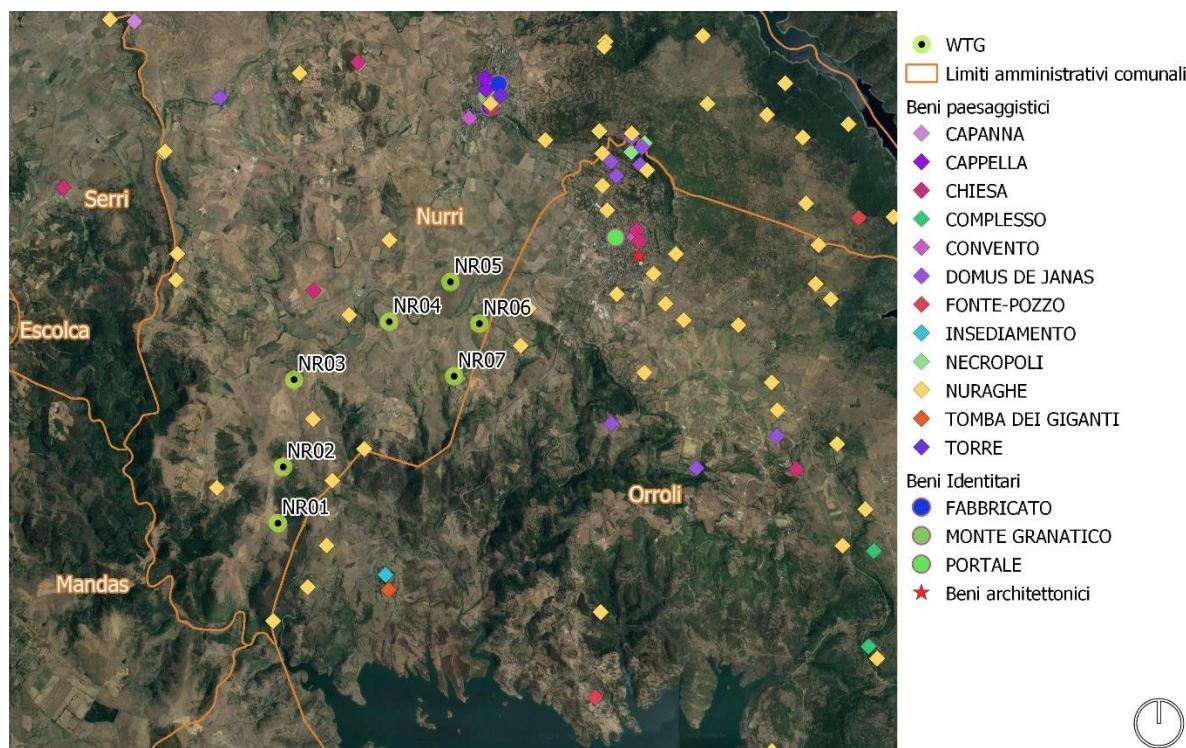 Serri
Nurri
NR05
NR04
NR06
Escolca
NR03
NR07
NR02
Orroli
NR01
Mandas
WTG
Limiti amministrativi comunali
Beni paesaggistici
CAPANNA
CAPPELLA
CHIESA
COMPLESSO
CONVENTO
DOMUS DE JANAS
FONTE-POZZO
INSEDIAMENTO
NECROPOLI
NURAGHE
TOMBA DEI GIGANTI
TORRE
Beni Identitari
FABBRICATO
MONTE GRANATICO
PORTALE
Beni architettonici